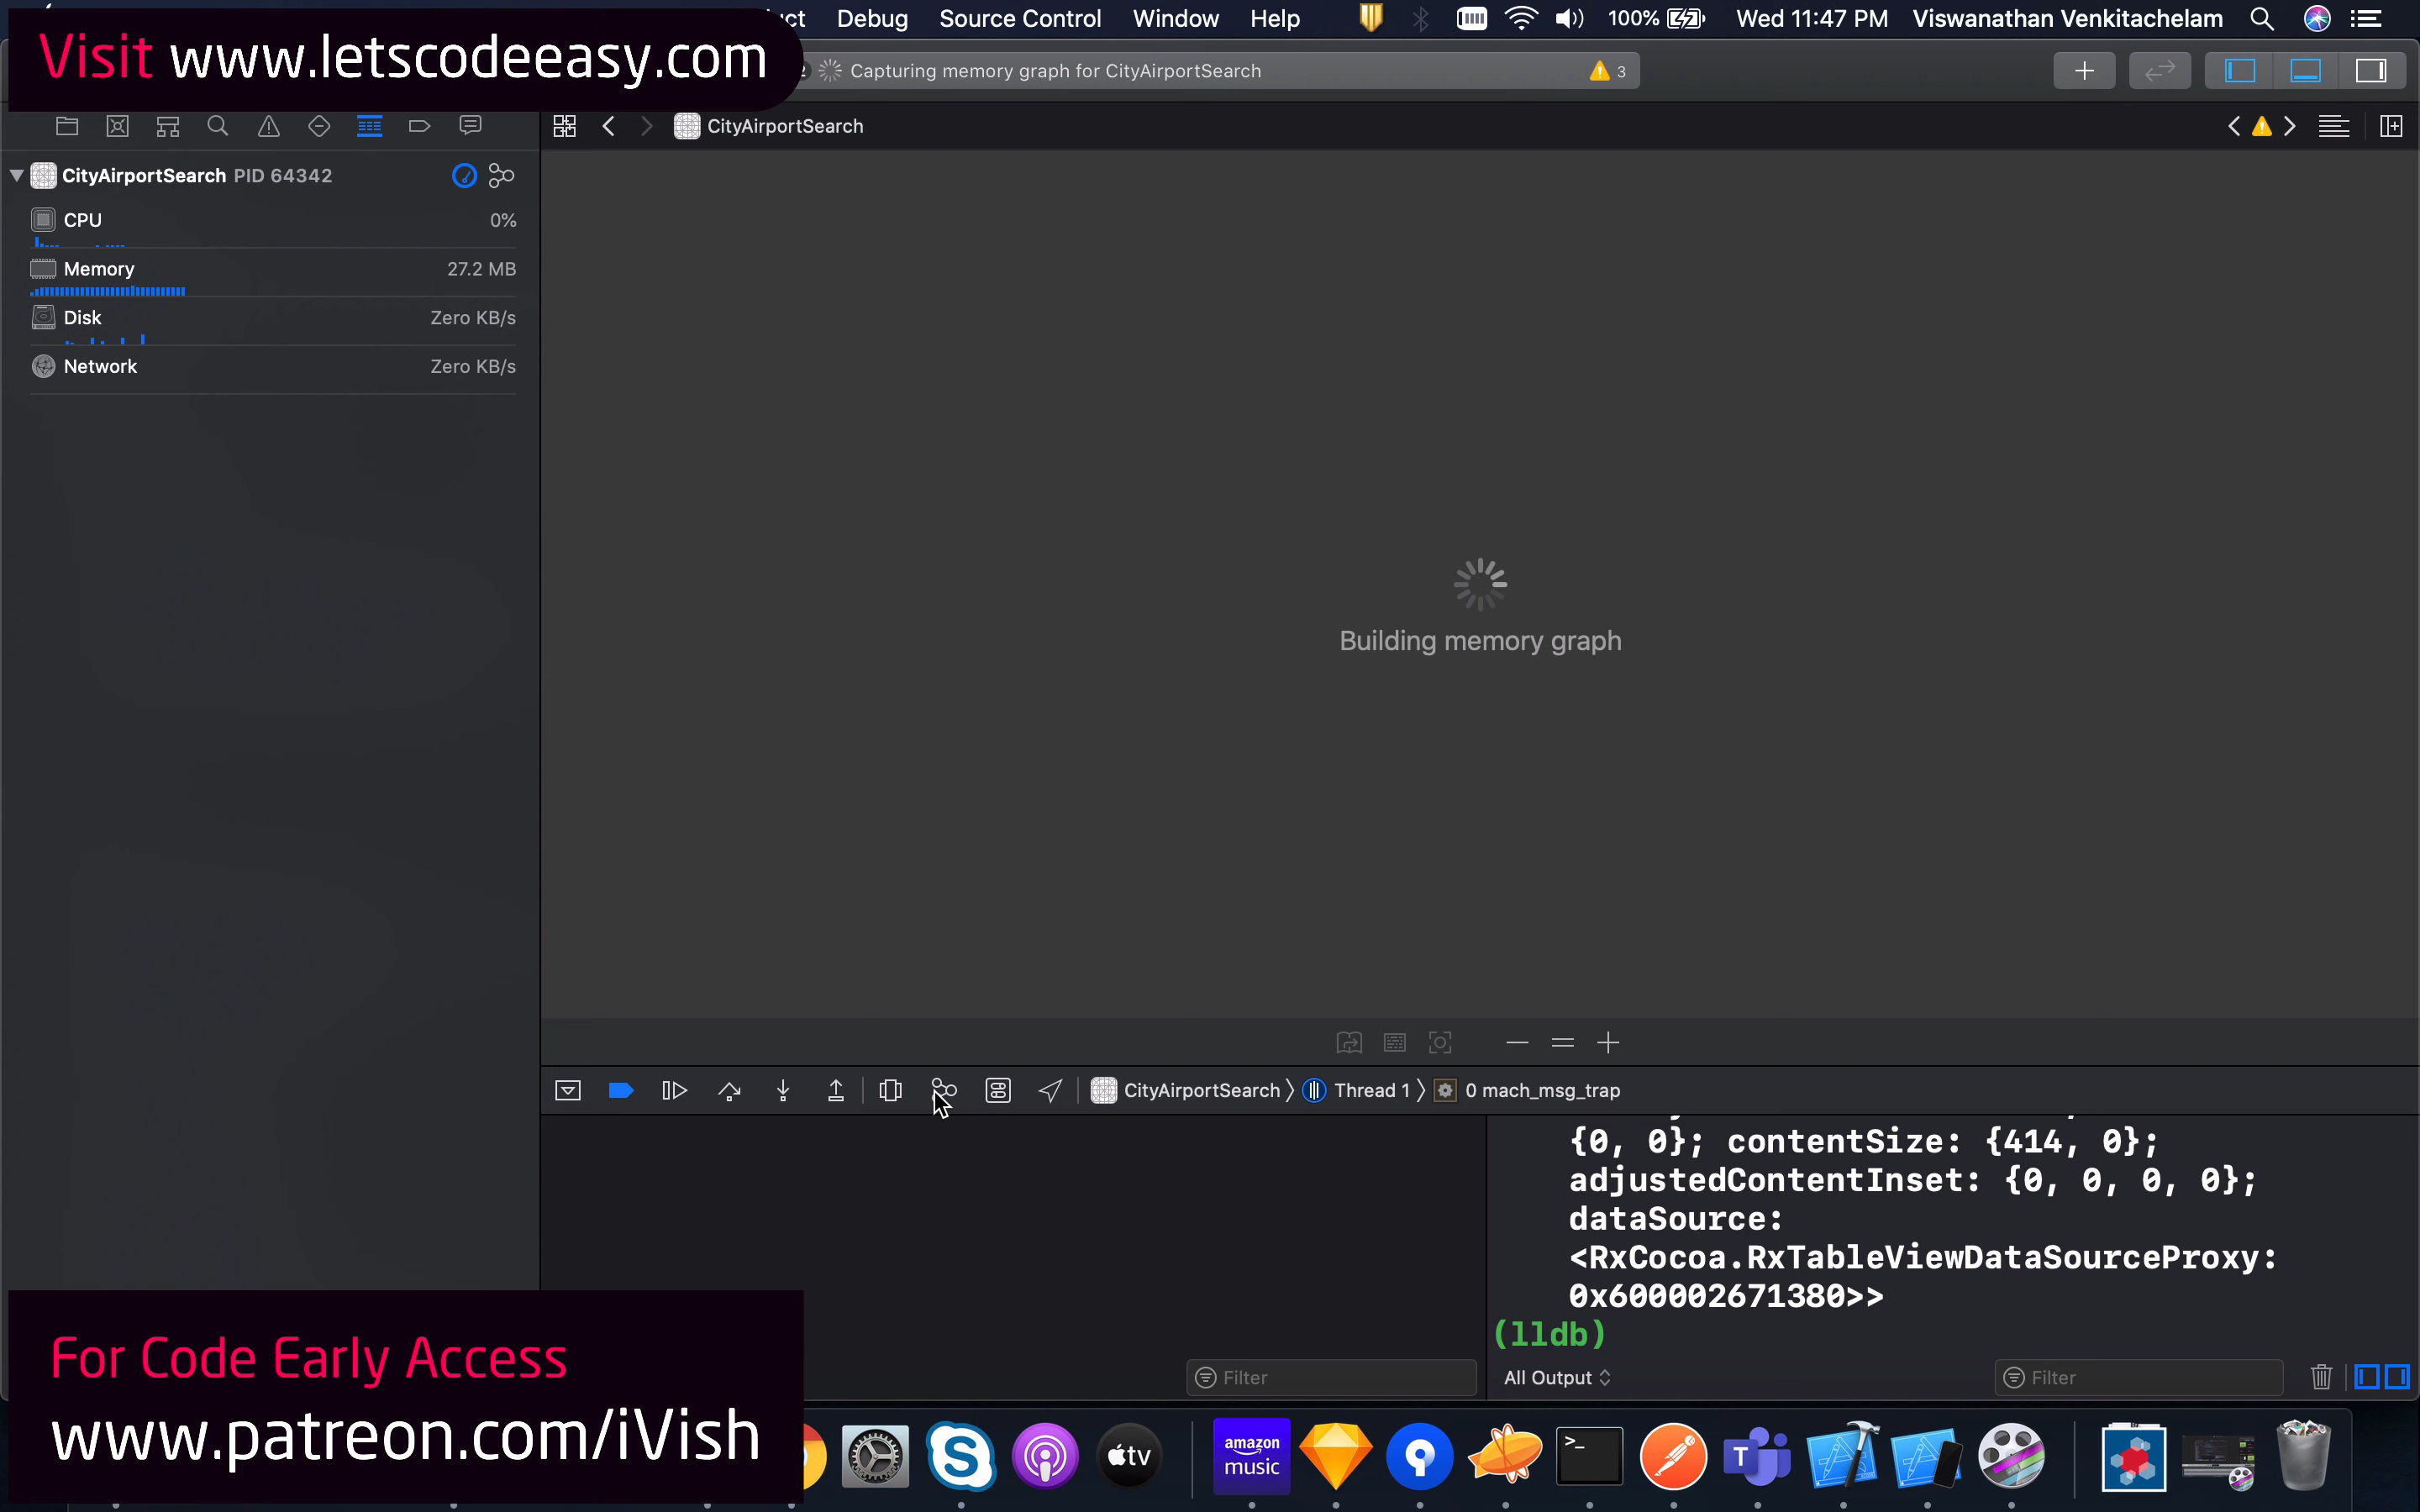 uct Debug Source Control Window Help 100% Wed 11:47 PM Viswanathan Venkitachelam
Visit www.letscodeeasy.com
Capturing memory graph for CityAirportSearch 3
CityAirportSearch
CityAirportSearch PID 64342
CPU 0%
Memory 27.2 MB
Disk Zero KB/s
Network Zero KB/s
Building memory graph
CityAirportSearch Thread 1 0 mach_msg_trap
{0, 0}; contentSize: {414, 0};
adjustedContentInset: {0, 0, 0, 0};
dataSource:
<RxCocoa.RxTableViewDataSourceProxy:
0x600002671380>>
(lldb)
Filter All Output Filter
For Code Early Access
www.patreon.com/iVish
tv
amazon
music
>_
T